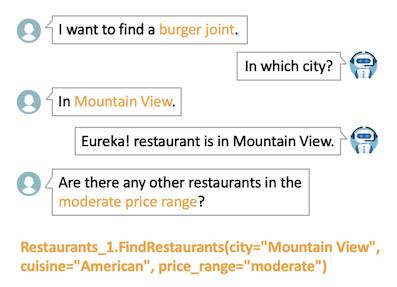 I want to find a burger joint.
In which city?
In Mountain View.
Eureka! restaurant is in Mountain View.
Are there any other restaurants in the
moderate price range?
Restaurants_1.FindRestaurants(city="Mountain View",
cuisine="American", price_range="moderate")